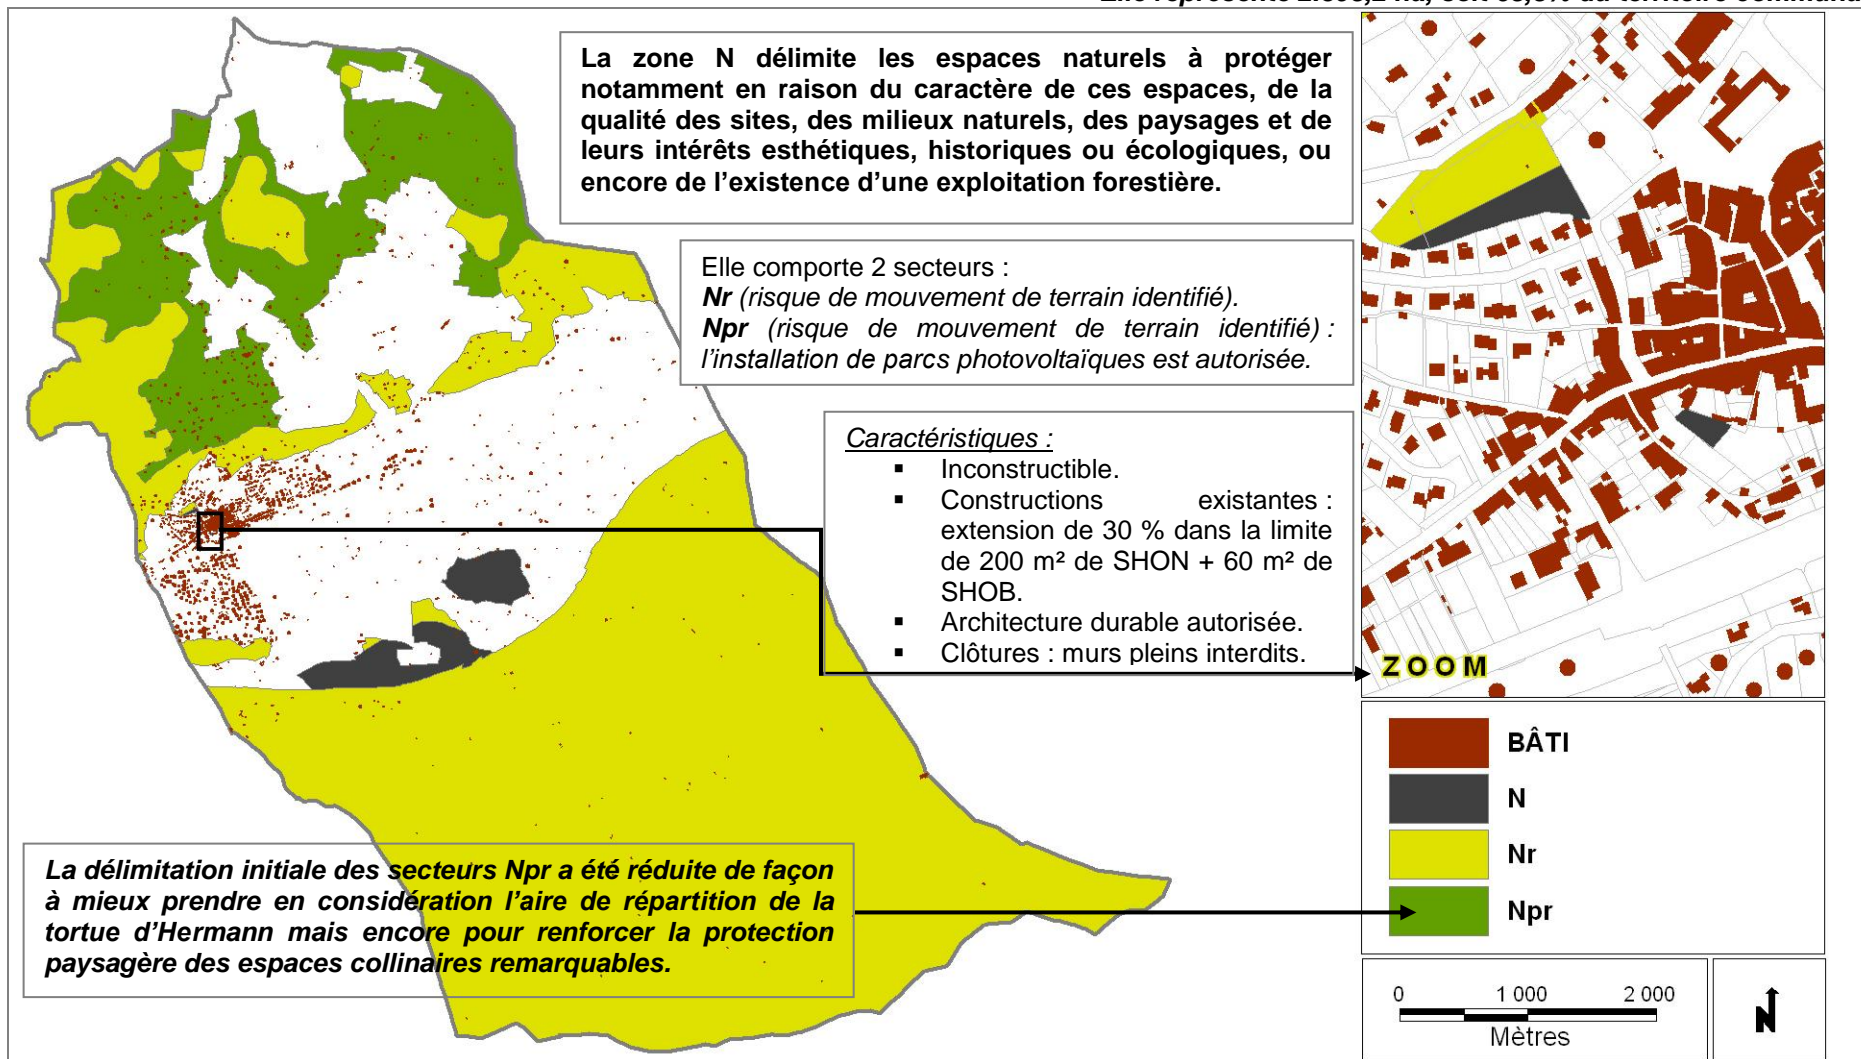 La zone N délimite les espaces naturels à protéger
notamment en raison du caractère de ces espaces, de la
qualité des sites, des milieux naturels, des paysages et de
leurs intérêts esthétiques, historiques ou écologiques, ou
encore de l’existence d’une exploitation forestière.
Elle comporte 2 secteurs :
Nr (risque de mouvement de terrain identifié).
Npr (risque de mouvement de terrain identifié) :
l’installation de parcs photovoltaïques est autorisée.
Caractéristiques :
▪ Inconstructible.
▪ Constructions existantes :
extension de 30 % dans la limite
de 200 m² de SHON + 60 m² de
SHOB.
▪ Architecture durable autorisée.
▪ Clôtures : murs pleins interdits.
ZOOM
BÂTI
N
Nr
Npr
La délimitation initiale des secteurs Npr a été réduite de façon
à mieux prendre en considération l’aire de répartition de la
tortue d’Hermann mais encore pour renforcer la protection
paysagère des espaces collinaires remarquables.
0 1 000 2 000
Mètres
N